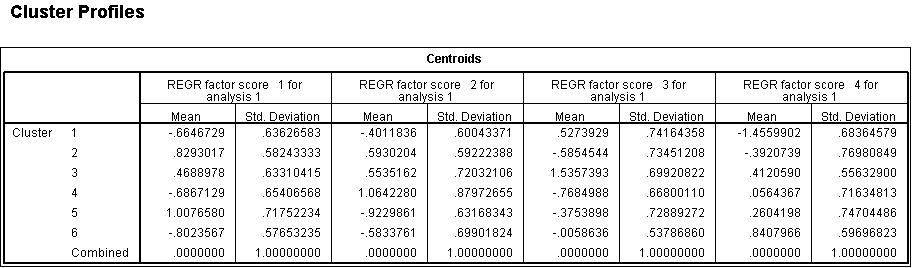 Cluster Profiles
Centroids
REGR factor score 1 for analysis 1 REGR factor score 2 for analysis 1 REGR factor score 3 for analysis 1 REGR factor score 4 for analysis 1
Mean Std. Deviation Mean Std. Deviation Mean Std. Deviation Mean Std. Deviation
Cluster 1 -.6646729 .63626583 -.4011836 .60043371 .5273929 .74164358 -1.4559902 .68364579
2 .8293017 .58243333 .5930204 .59222388 -.5854544 .73451208 -.3920739 .76980849
3 .4688978 .63310415 .5535162 .72032106 1.5357393 .69920822 .4120590 .55632900
4 -.6867129 .65406568 1.0642280 .87972655 -.7684988 .66800110 .0564367 .71634813
5 1.0076580 .71752234 -.9229861 .63168343 -.3753898 .72889272 .2604198 .74704486
6 -.8023567 .57653235 -.5833761 .69901824 -.0058636 .53786860 .8407966 .59696823
Combined .0000000 1.00000000 .0000000 1.00000000 .0000000 1.00000000 .0000000 1.00000000